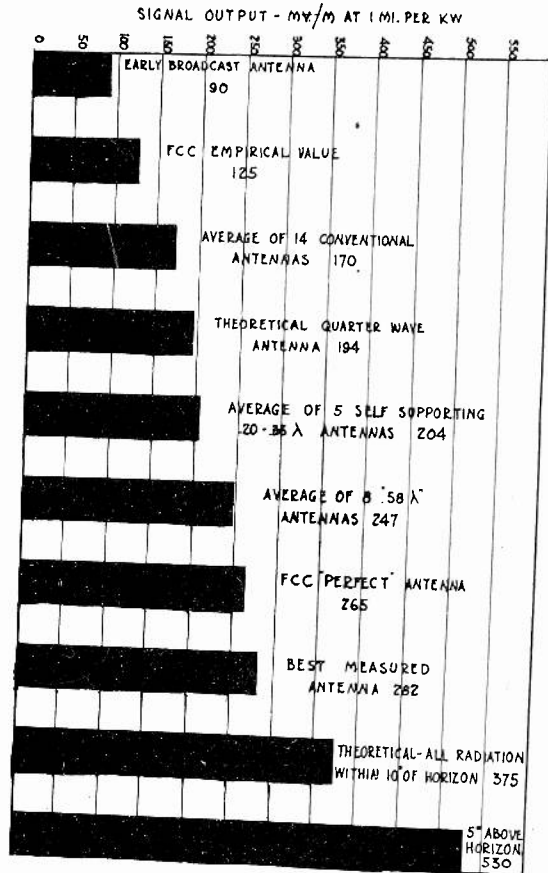 SIGNAL OUTPUT - MV/M AT 1 MI. PER KW
0 50 100 150 200 250 300 350 400 450 500 550
EARLY BROADCAST ANTENNA
90
FCC EMPIRICAL VALUE
125
AVERAGE OF 14 CONVENTIONAL
ANTENNAS 170
THEORETICAL QUARTER WAVE
ANTENNA 194
AVERAGE OF 5 SELF SUPPORTING
.20-.35 λ ANTENNAS 204
AVERAGE OF 8 ".58 λ"
ANTENNAS 247
FCC "PERFECT" ANTENNA
265
BEST MEASURED
ANTENNA 282
THEORETICAL-ALL RADIATION
WITHIN 10° OF HORIZON 375
5° ABOVE
HORIZON
530